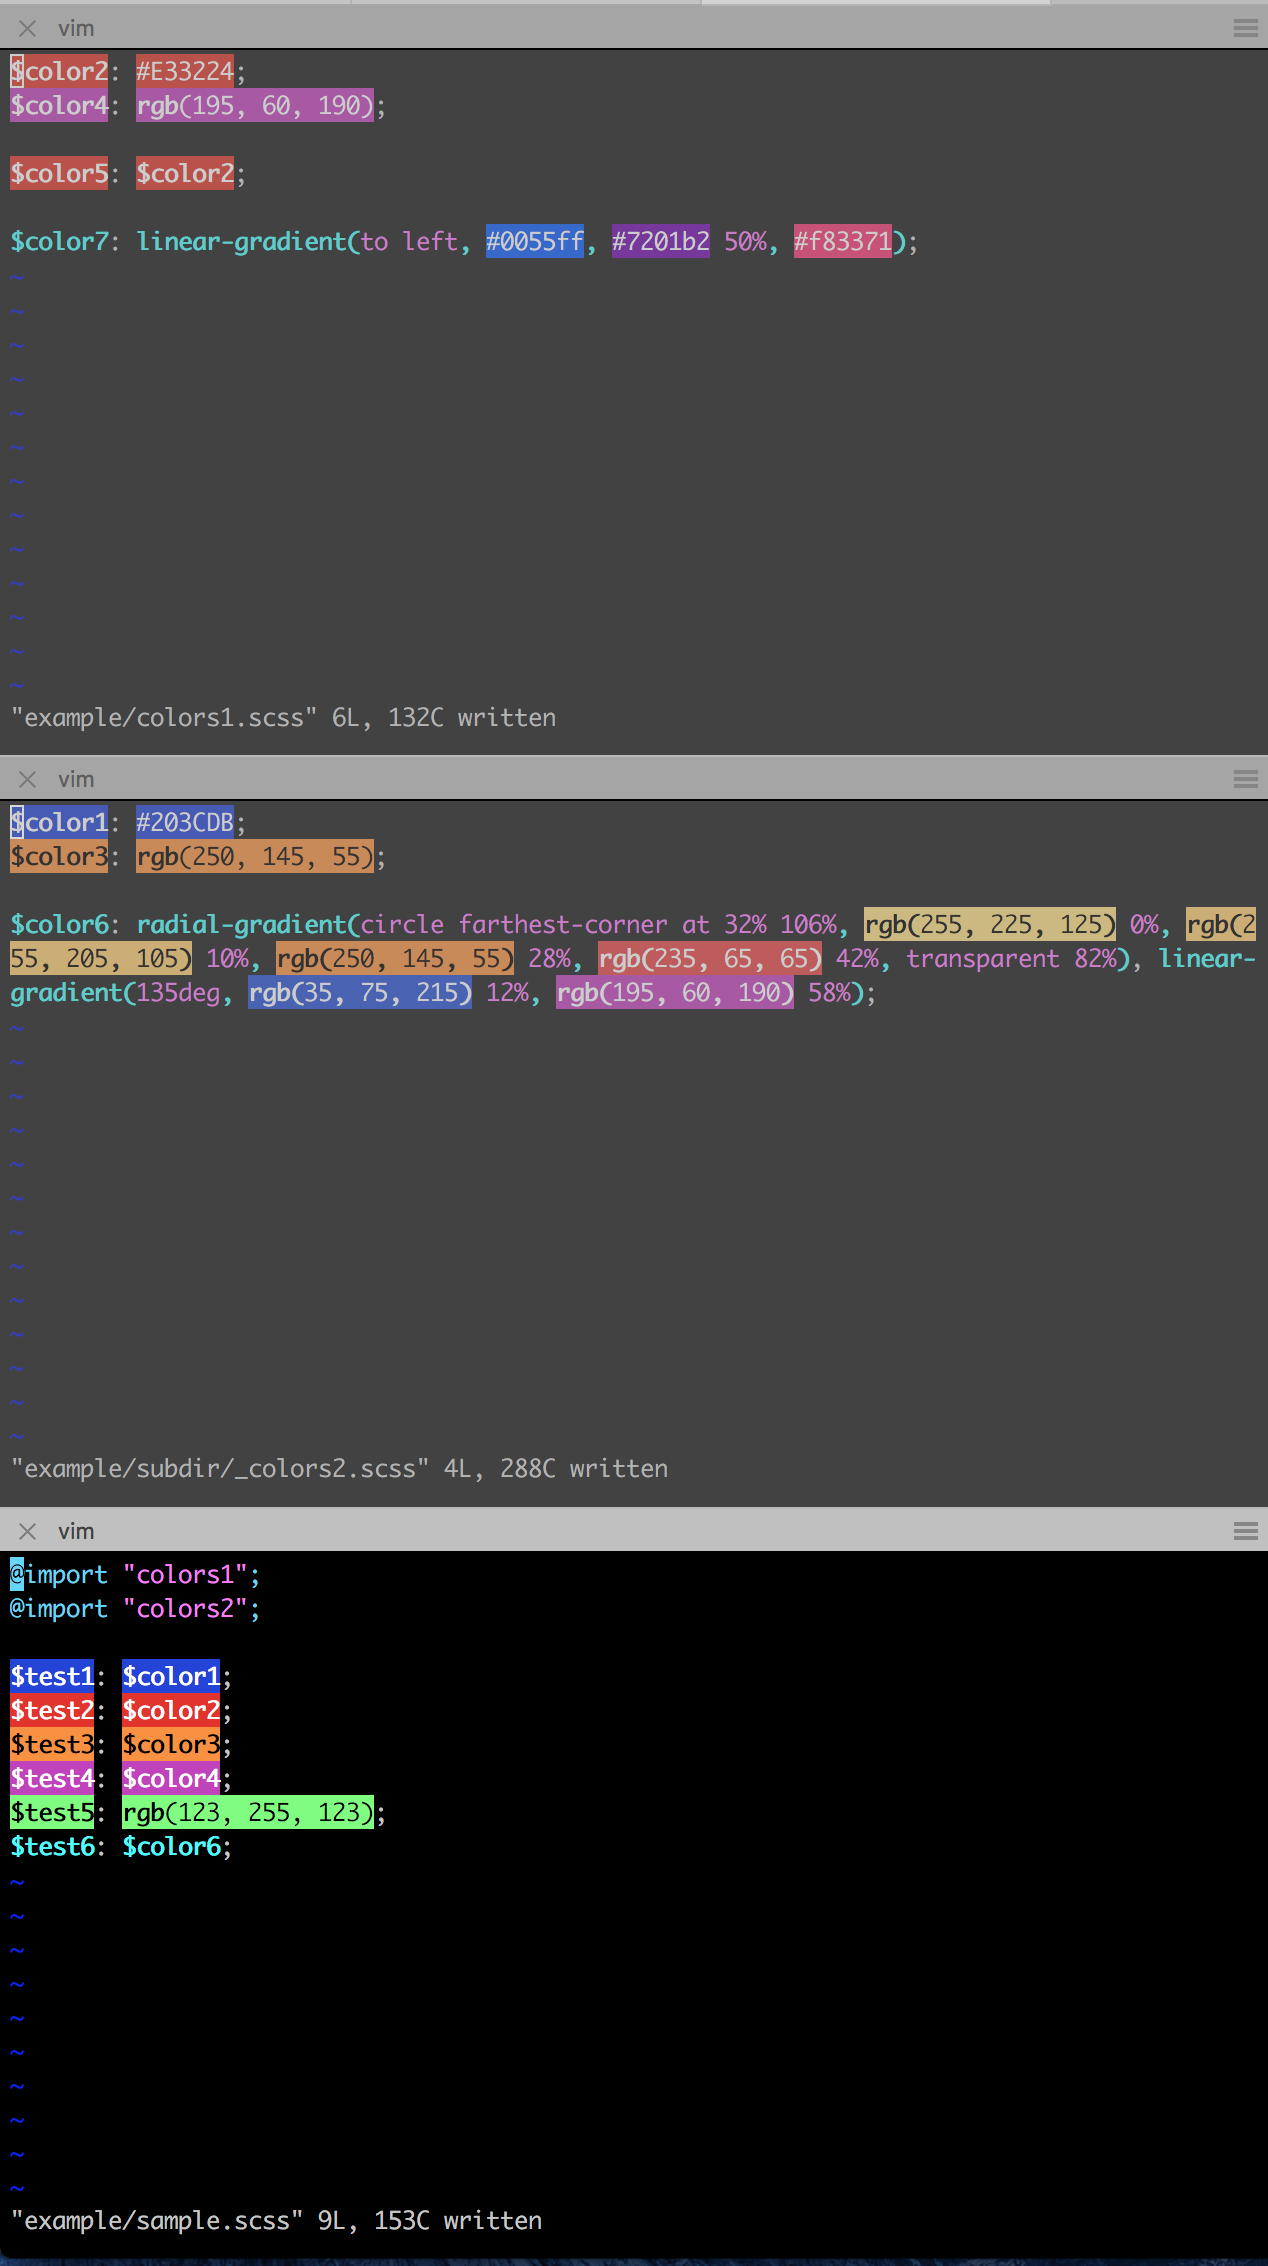 vim
$color2: #E33224;
$color4: rgb(195, 60, 190);
$color5: $color2;
$color7: linear-gradient(to left, #0055ff, #7201b2 50%, #f83371);
~
~
~
~
~
~
~
~
~
~
~
~
~
"example/colors1.scss" 6L, 132C written
vim
$color1: #203CDB;
$color3: rgb(250, 145, 55);
$color6: radial-gradient(circle farthest-corner at 32% 106%, rgb(255, 225, 125) 0%, rgb(2
55, 205, 105) 10%, rgb(250, 145, 55) 28%, rgb(235, 65, 65) 42%, transparent 82%), linear-
gradient(135deg, rgb(35, 75, 215) 12%, rgb(195, 60, 190) 58%);
~
~
~
~
~
~
~
~
~
~
~
~
~
"example/subdir/_colors2.scss" 4L, 288C written
vim
@import "colors1";
@import "colors2";
$test1: $color1;
$test2: $color2;
$test3: $color3;
$test4: $color4;
$test5: rgb(123, 255, 123);
$test6: $color6;
~
~
~
~
~
~
~
~
~
~
"example/sample.scss" 9L, 153C written